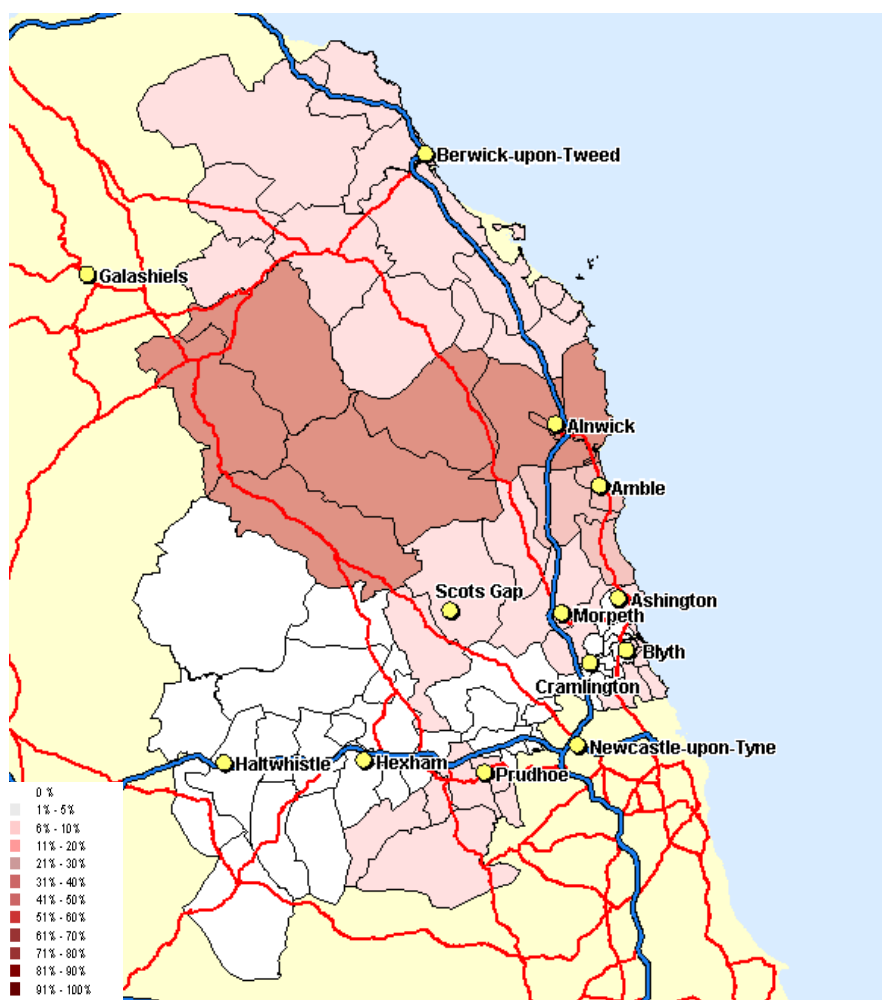 Berwick-upon-Tweed
Galashiels
Alnwick
Amble
Scots Gap
Ashington
Morpeth
Blyth
Cramlington
Newcastle-upon-Tyne
Haltwhistle
Hexham
Prudhoe
0 %
1% - 5%
6% - 10%
11% - 20%
21% - 30%
31% - 40%
41% - 50%
51% - 60%
61% - 70%
71% - 80%
81% - 90%
91% - 100%